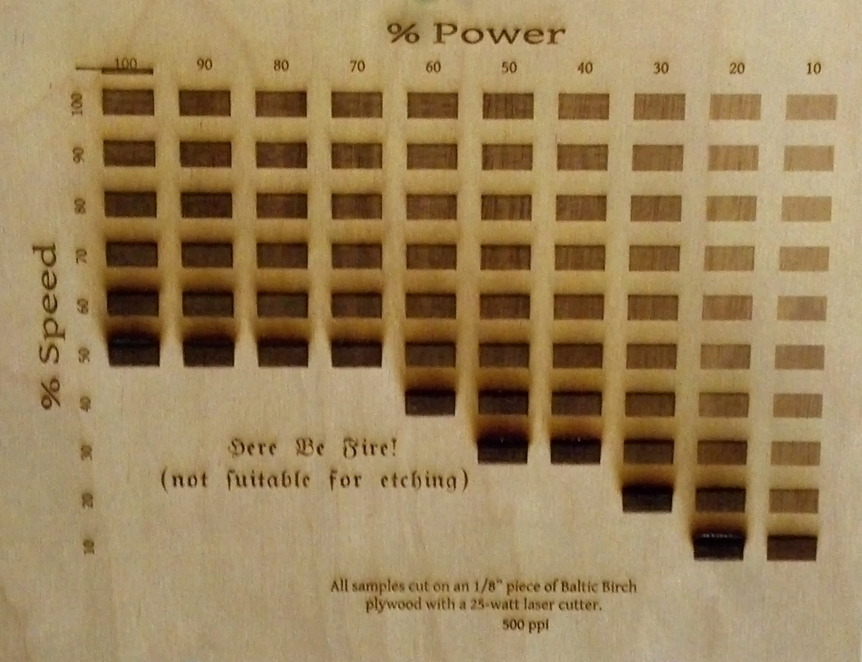 % Power
100 90 80 70 60 50 40 30 20 10
% Speed
100
90
80
70
60
50
40
30
20
10
Here Be Fire!
(not ſuitable for etching)
All samples cut on an 1/8" piece of Baltic Birch
plywood with a 25-watt laser cutter.
500 ppi